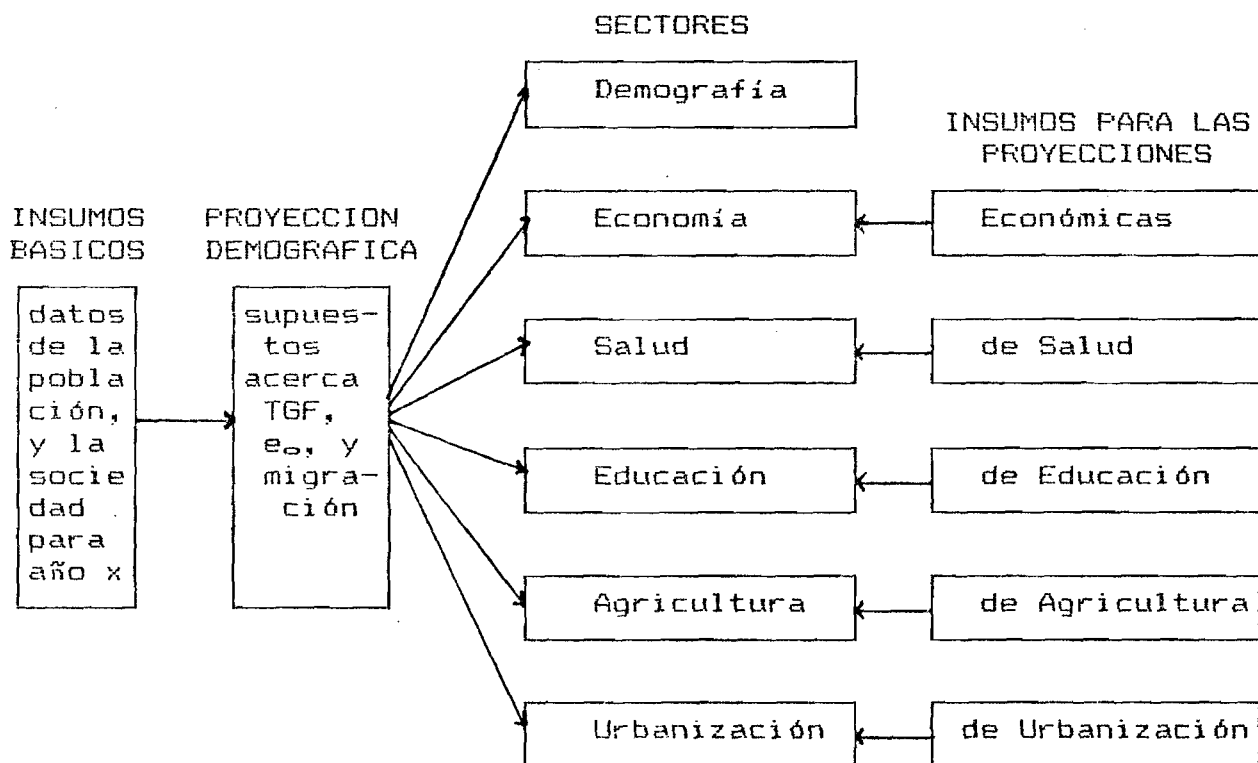 SECTORES
Demografía
INSUMOS PARA LAS
PROYECCIONES
INSUMOS
BASICOS
PROYECCION
DEMOGRAFICA
Economía
Económicas
datos
de la
pobla
ción,
y la
socie
dad
para
año x
supues-
tos
acerca
TGF,
eₒ, y
migra-
ción
Salud
de Salud
Educación
de Educación
Agricultura
de Agricultura
Urbanización
de Urbanización